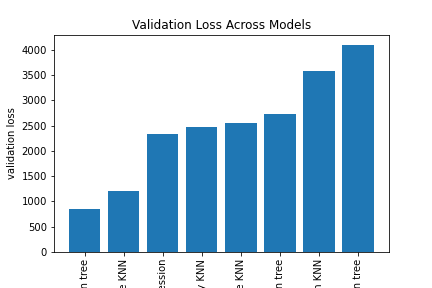 Validation Loss Across Models
validation loss
4000
3500
3000
2500
2000
1500
1000
500
0
n tree
e KNN
ession
y KNN
e KNN
n tree
n KNN
n tree